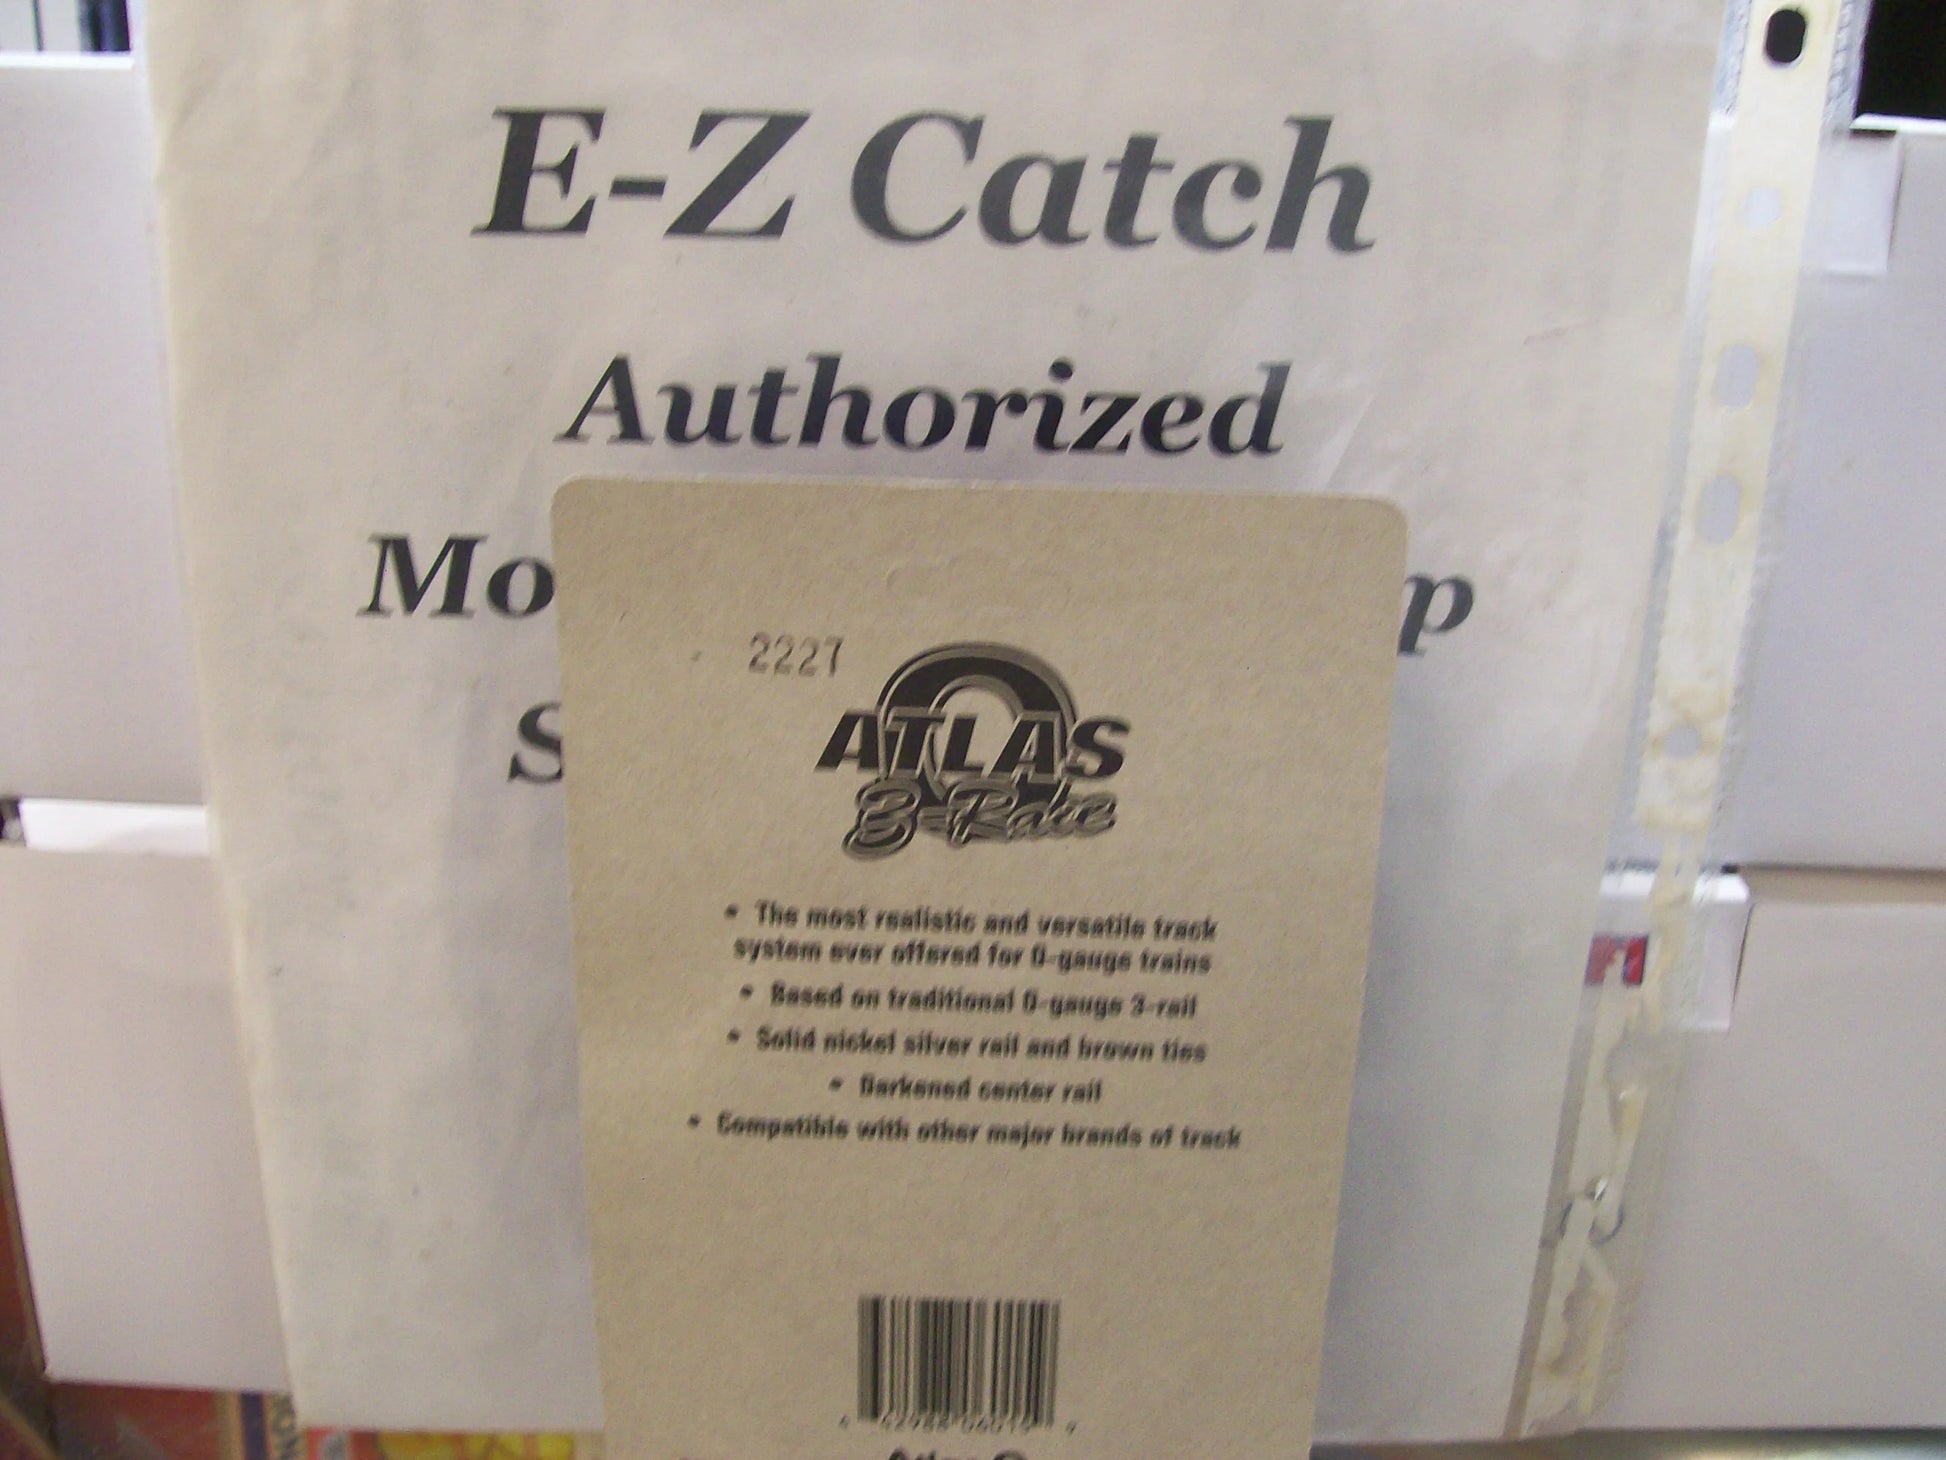 E-Z Catch
Authorized
Mo p
S
2227
ATLAS
3-Rail
• The most realistic and versatile track
system ever offered for O-gauge trains
• Based on traditional O-gauge 3-rail
• Solid nickel silver rail and brown ties
• Darkened center rail
• Compatible with other major brands of track
Atlas O